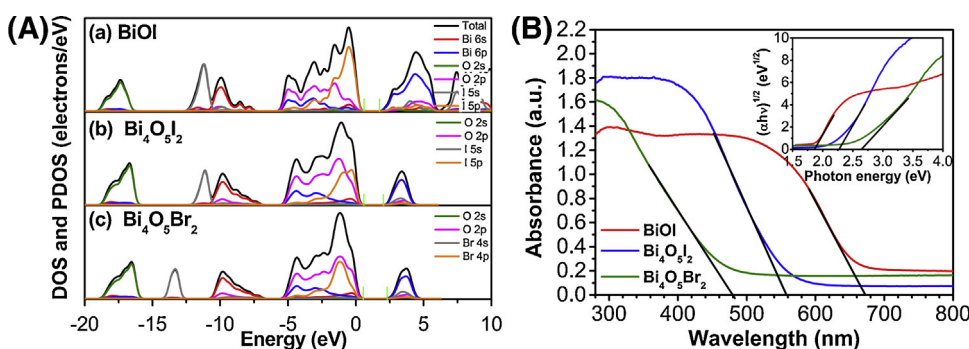 (A)
(a) BiOI
Total
Bi 6s
Bi 6p
O 2s
O 2p
I 5s
I 5p
(b) Bi4O5I2
O 2s
O 2p
I 5s
I 5p
(c) Bi4O5Br2
O 2s
O 2p
Br 4s
Br 4p
DOS and PDOS (electrons/eV)
-20 -15 -10 -5 0 5 10
Energy (eV)
(B)
2.2
2.0
1.8
1.6
1.4
1.2
1.0
0.8
0.6
0.4
0.2
0.0
Absorbance (a.u.)
BiOI
Bi4O5I2
Bi4O5Br2
300 400 500 600 700 800
Wavelength (nm)
10
8
6
4
2
0
(αhν)1/2 (eV1/2)
1.5 2.0 2.5 3.0 3.5 4.0
Photon energy (eV)